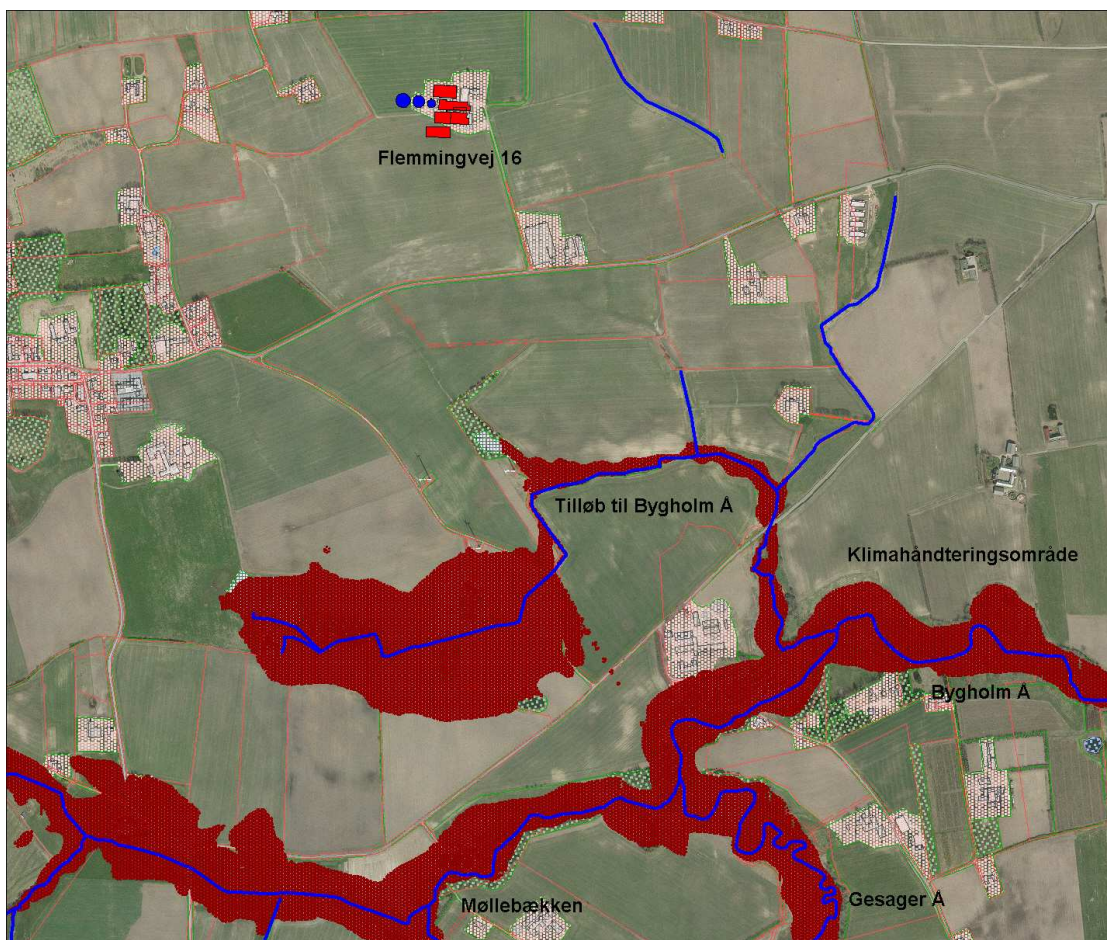 Flemmingvej 16
Tilløb til Bygholm Å
Klimahåndteringsområde
Bygholm Å
Møllebækken
Gesager Å